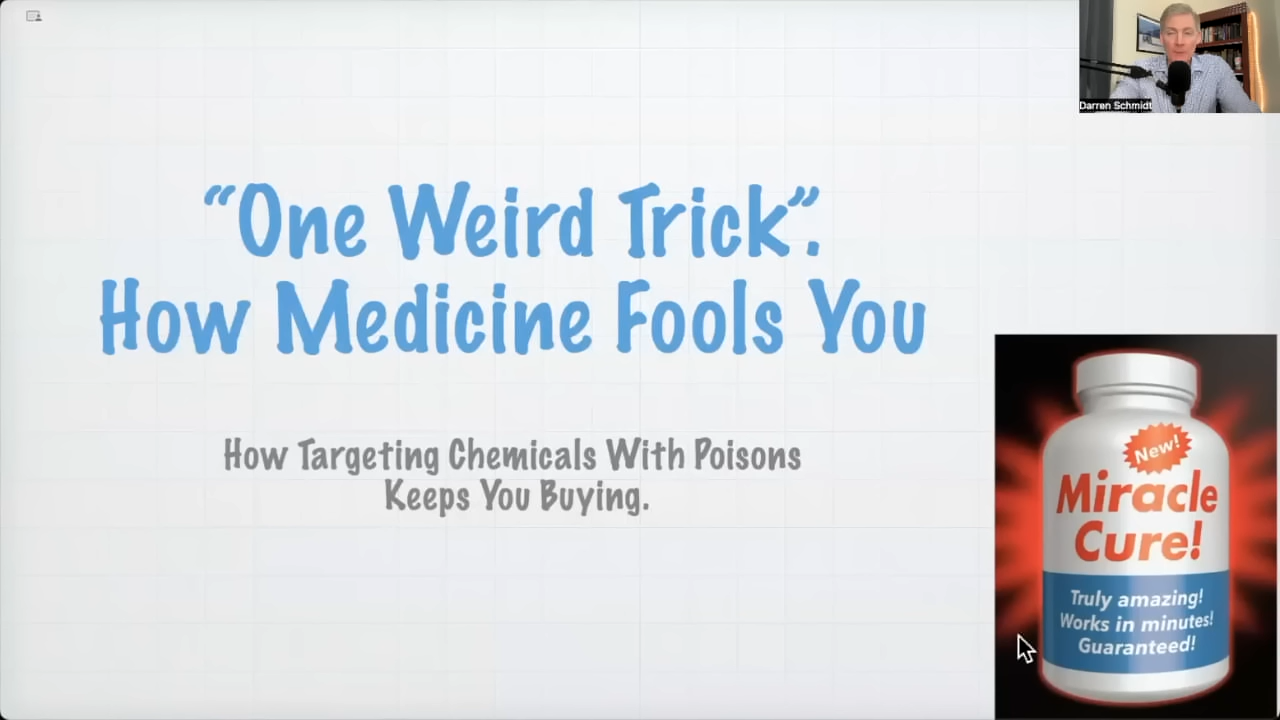 Darren Schmidt
“One Weird Trick”.
How Medicine Fools You
How Targeting Chemicals With Poisons
Keeps You Buying.
New!
Miracle
Cure!
Truly amazing!
Works in minutes!
Guaranteed!